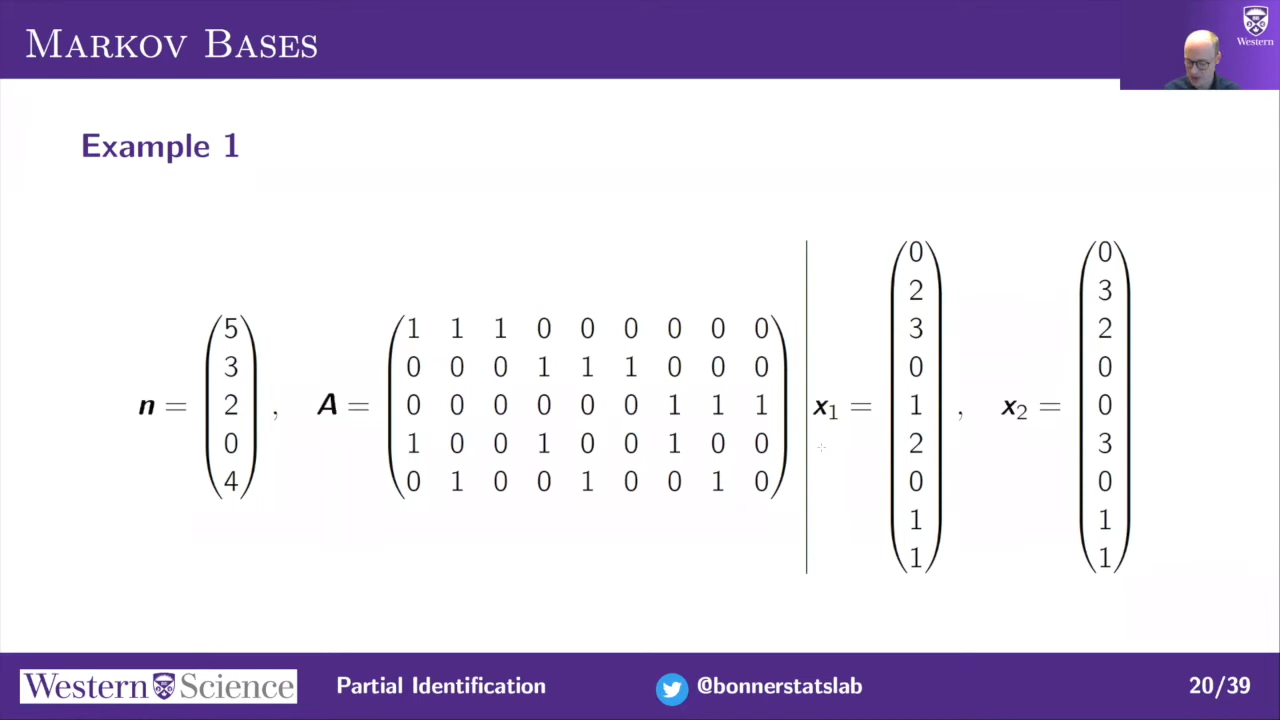 MARKOV BASES
Western
Example 1
n = (5 3 2 0 4) , A = (1 1 1 0 0 0 0 0 0
0 0 0 1 1 1 0 0 0
0 0 0 0 0 0 1 1 1
1 0 0 1 0 0 1 0 0
0 1 0 0 1 0 0 1 0)
x1 = (0 2 3 0 1 2 0 1 1) , x2 = (0 3 2 0 0 3 0 1 1)
Western Science
Partial Identification
@bonnerstatslab
20/39